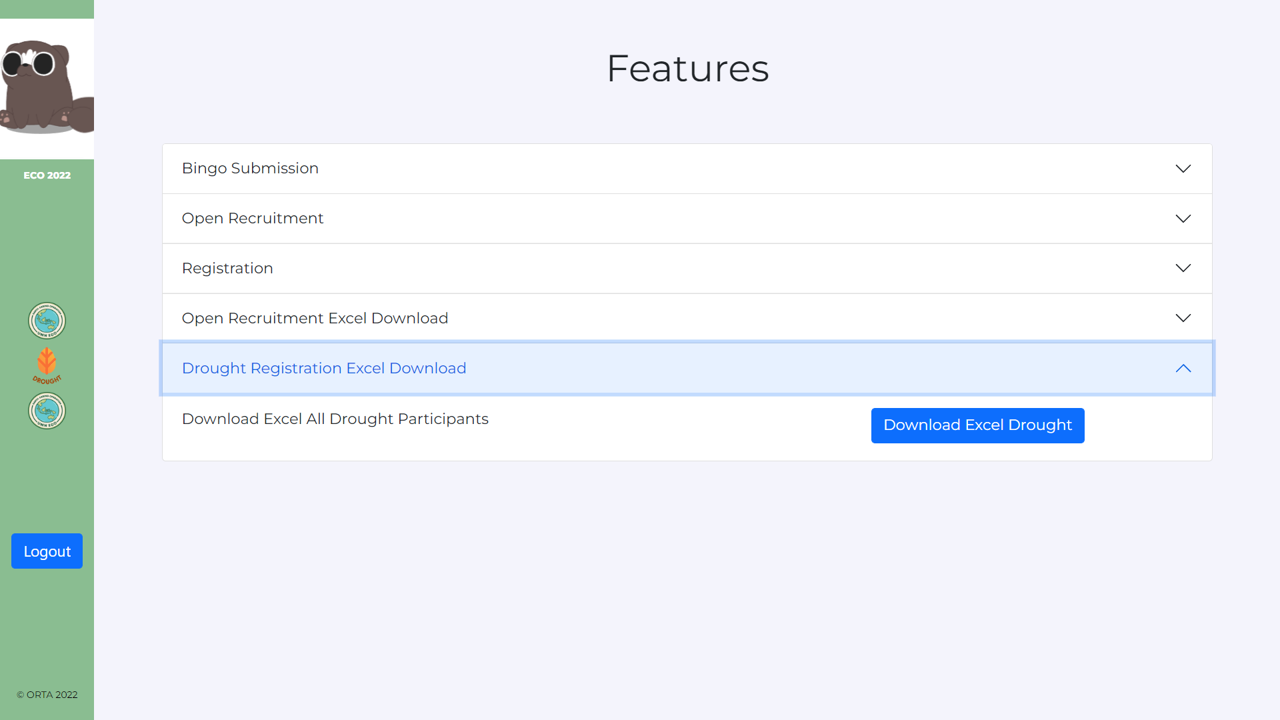 Features
ECO 2022
DROUGHT
Logout
© ORTA 2022
Bingo Submission
Open Recruitment
Registration
Open Recruitment Excel Download
Drought Registration Excel Download
Download Excel All Drought Participants
Download Excel Drought